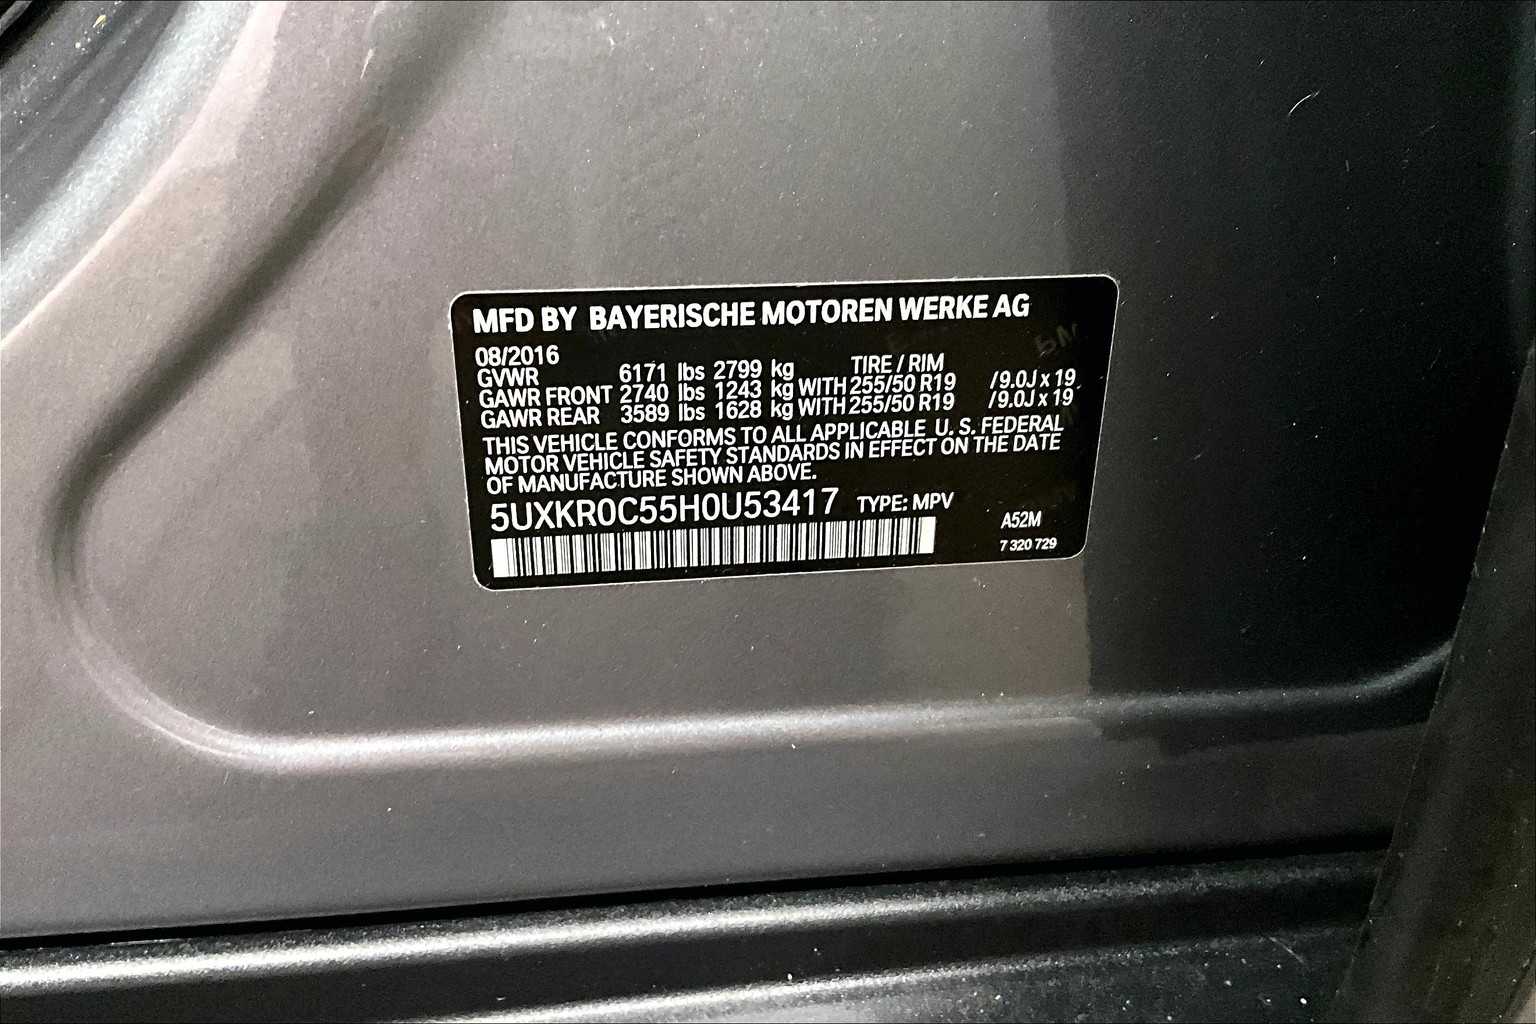 MFD BY BAYERISCHE MOTOREN WERKE AG
08/2016
GVWR 6171 lbs 2799 kg TIRE / RIM
GAWR FRONT 2740 lbs 1243 kg WITH 255/50 R19 /9.0J x 19
GAWR REAR 3589 lbs 1628 kg WITH 255/50 R19 /9.0J x 19
THIS VEHICLE CONFORMS TO ALL APPLICABLE U. S. FEDERAL
MOTOR VEHICLE SAFETY STANDARDS IN EFFECT ON THE DATE
OF MANUFACTURE SHOWN ABOVE.
5UXKR0C55H0U53417 TYPE: MPV
A52M
7 320 729